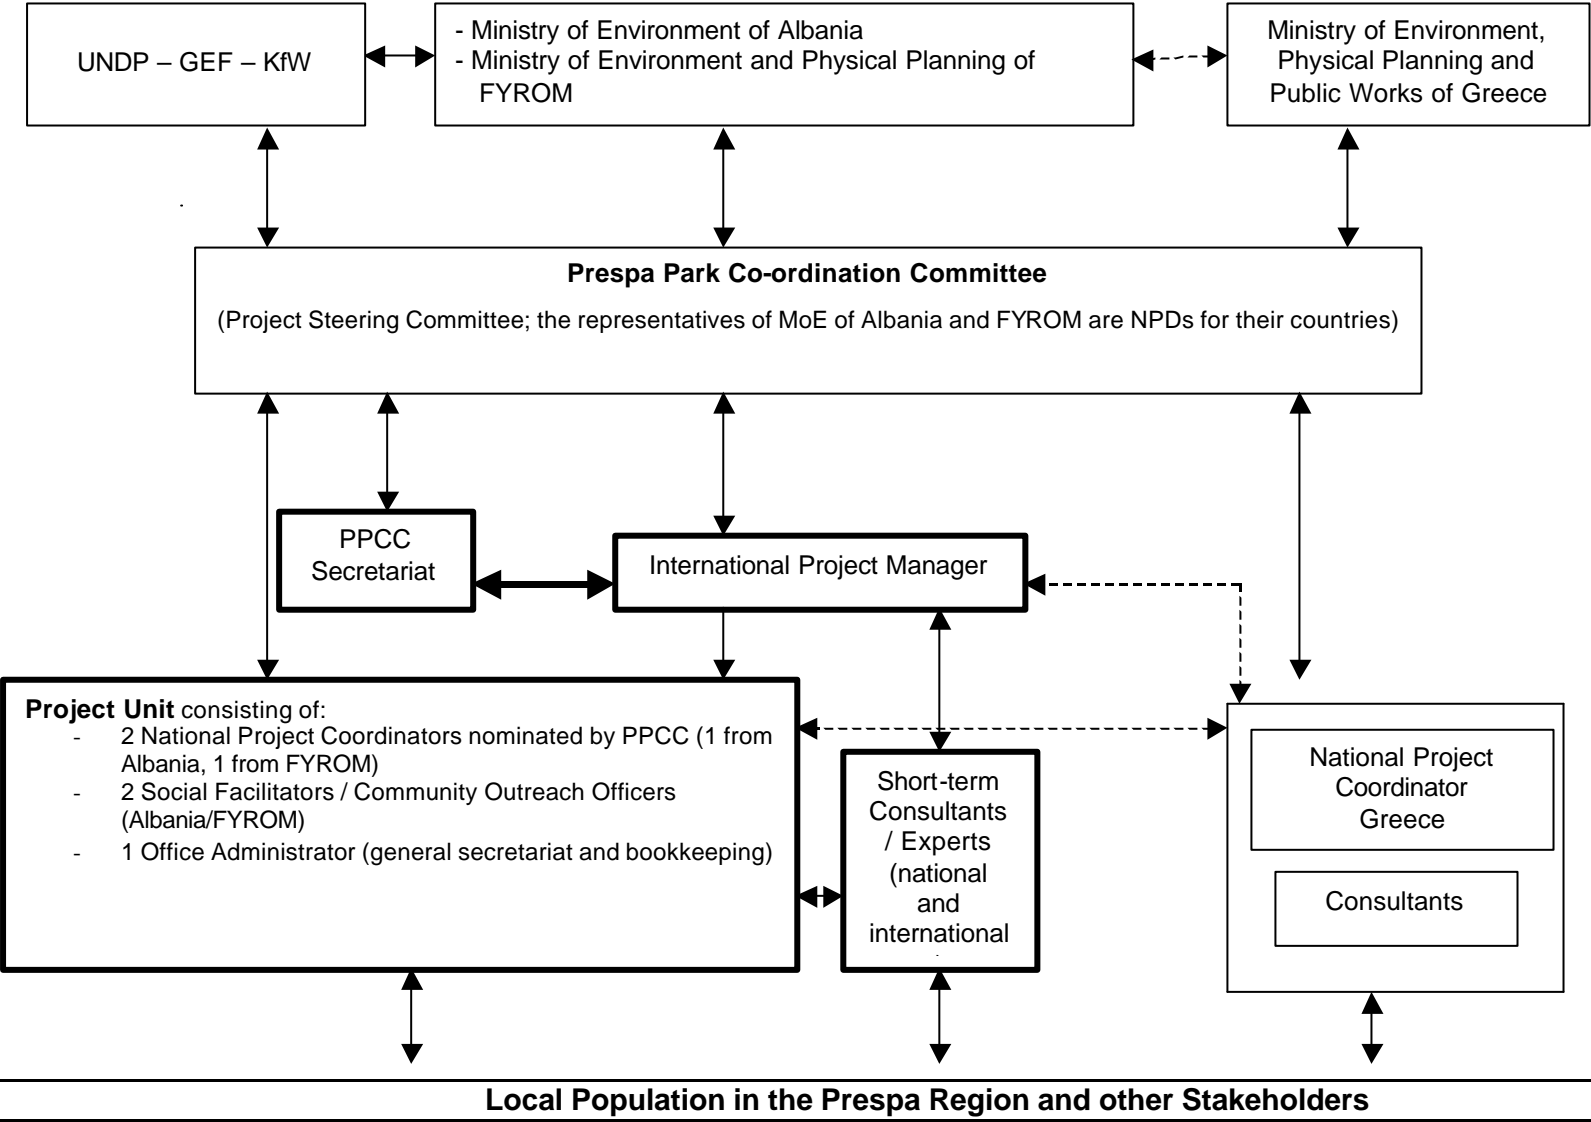 UNDP – GEF – KfW
- Ministry of Environment of Albania
- Ministry of Environment and Physical Planning of
FYROM
Ministry of Environment,
Physical Planning and
Public Works of Greece
Prespa Park Co-ordination Committee
(Project Steering Committee; the representatives of MoE of Albania and FYROM are NPDs for their countries)
PPCC
Secretariat
International Project Manager
Project Unit consisting of:
- 2 National Project Coordinators nominated by PPCC (1 from
Albania, 1 from FYROM)
- 2 Social Facilitators / Community Outreach Officers
(Albania/FYROM)
- 1 Office Administrator (general secretariat and bookkeeping)
Short-term
Consultants
/ Experts
(national
and
international
National Project
Coordinator
Greece
Consultants
Local Population in the Prespa Region and other Stakeholders